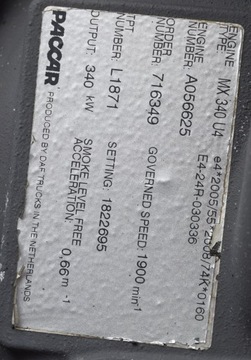 ENGINE TYPE: MX 340 U4 e4*2005/55*2008/74K*0160
E4-24R-030336
ENGINE NUMBER: A056625
ORDER NUMBER: 716349 GOVERNED SPEED: 1900 min-1
TPT NUMBER: L1871 SETTING: 1822695
OUTPUT: 340 kW SMOKE LEVEL FREE ACCELERATION: 0,66 m-1
PACCAR PRODUCED BY DAF TRUCKS IN THE NETHERLANDS